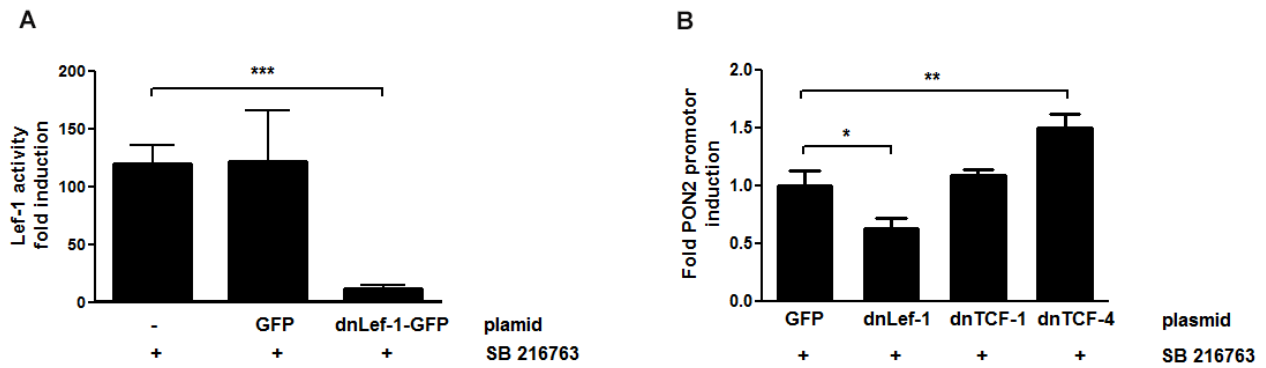 A
Lef-1 activity
fold induction
200
150
100
50
0
***
- GFP dnLef-1-GFP plamid
+ + + SB 216763
B
Fold PON2 promotor
induction
2.0
1.5
1.0
0.5
0.0
**
*
GFP dnLef-1 dnTCF-1 dnTCF-4 plasmid
+ + + + SB 216763